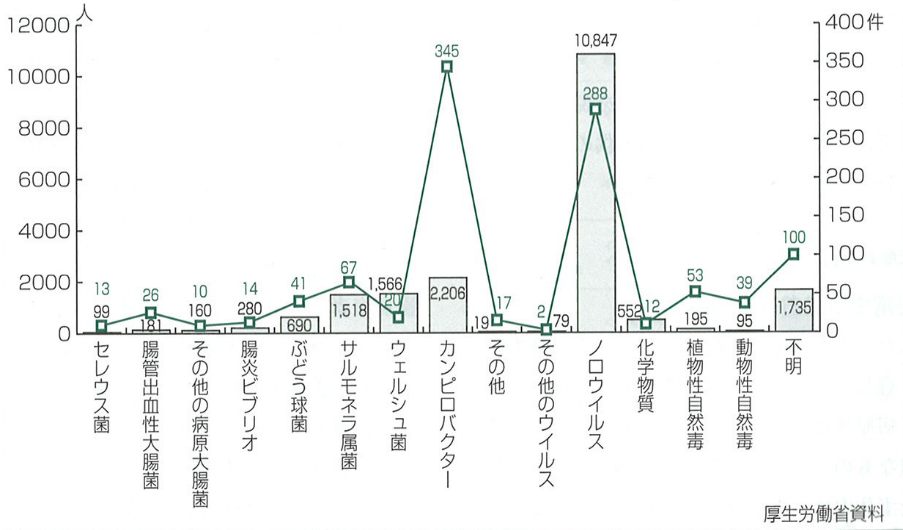 人
件
12000
10000
8000
6000
4000
2000
0
400
350
300
250
200
150
100
50
0
13
26
10
14
41
67
20
345
17
2
288
12
53
39
100
99
181
160
280
690
1,518
1,566
2,206
19
79
10,847
552
195
95
1,735
セレウス菌
腸管出血性大腸菌
その他の病原大腸菌
腸炎ビブリオ
ぶどう球菌
サルモネラ属菌
ウェルシュ菌
カンピロバクター
その他
その他のウイルス
ノロウイルス
化学物質
植物性自然毒
動物性自然毒
不明
厚生労働省資料